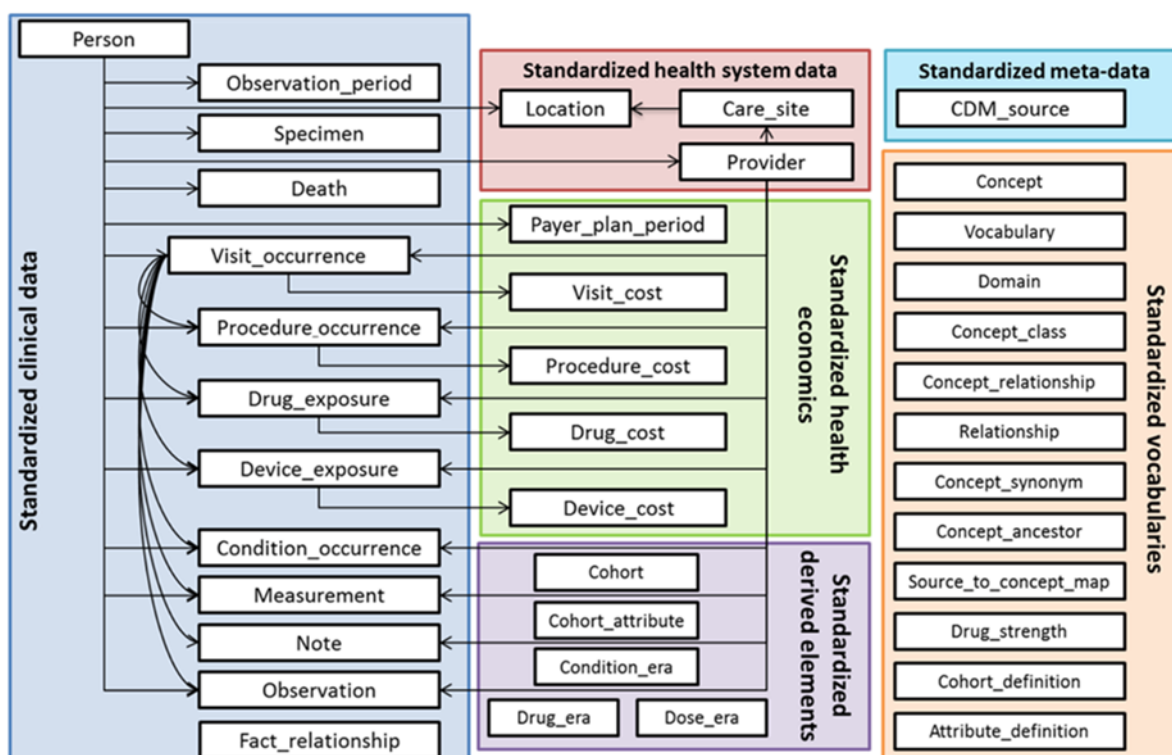 Person
Observation_period
Specimen
Death
Visit_occurrence
Procedure_occurrence
Drug_exposure
Device_exposure
Condition_occurrence
Measurement
Note
Observation
Fact_relationship
Standardized clinical data
Standardized health system data
Location
Care_site
Provider
Payer_plan_period
Visit_cost
Procedure_cost
Drug_cost
Device_cost
Standardized health
economics
Cohort
Cohort_attribute
Condition_era
Drug_era
Dose_era
Standardized
derived elements
Standardized meta-data
CDM_source
Concept
Vocabulary
Domain
Concept_class
Concept_relationship
Relationship
Concept_synonym
Concept_ancestor
Source_to_concept_map
Drug_strength
Cohort_definition
Attribute_definition
Standardized vocabularies